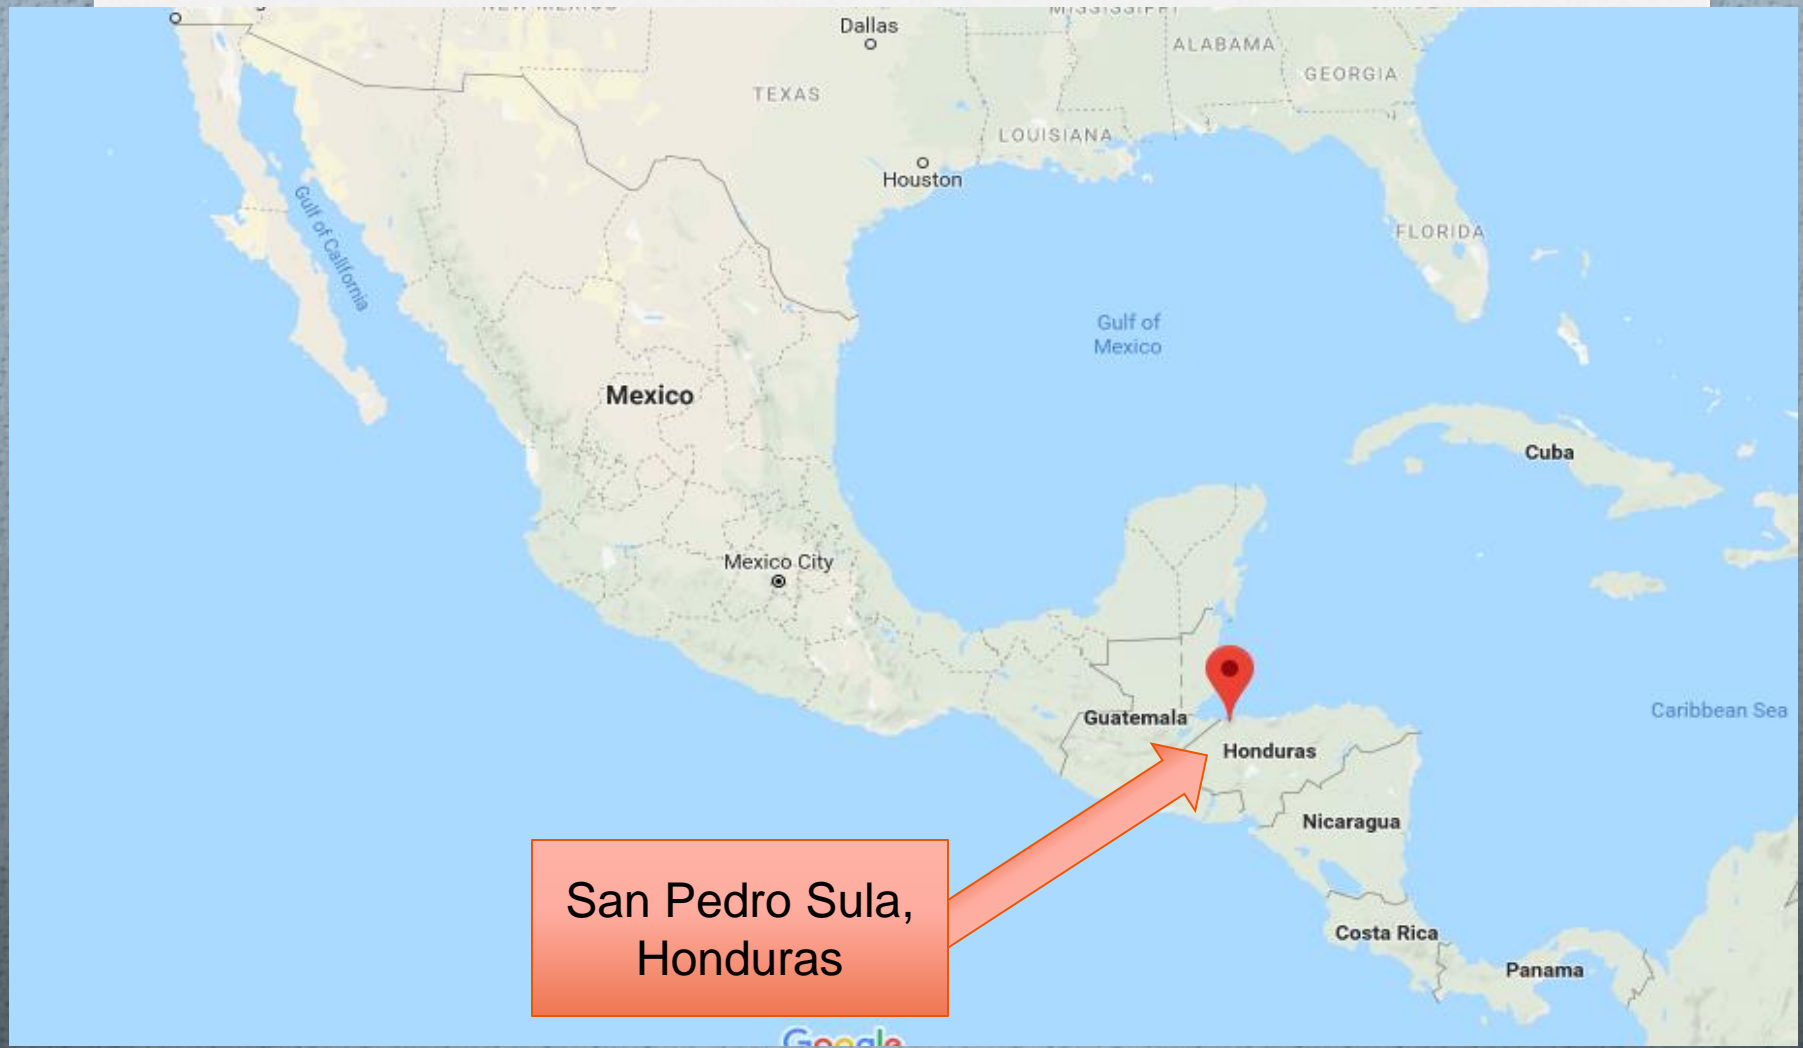 Dallas
ALABAMA
GEORGIA
TEXAS
LOUISIANA
Houston
Gulf of California
FLORIDA
Gulf of
Mexico
Mexico
Cuba
Mexico City
Caribbean Sea
Guatemala
Honduras
Nicaragua
San Pedro Sula,
Honduras
Costa Rica
Panama
Google